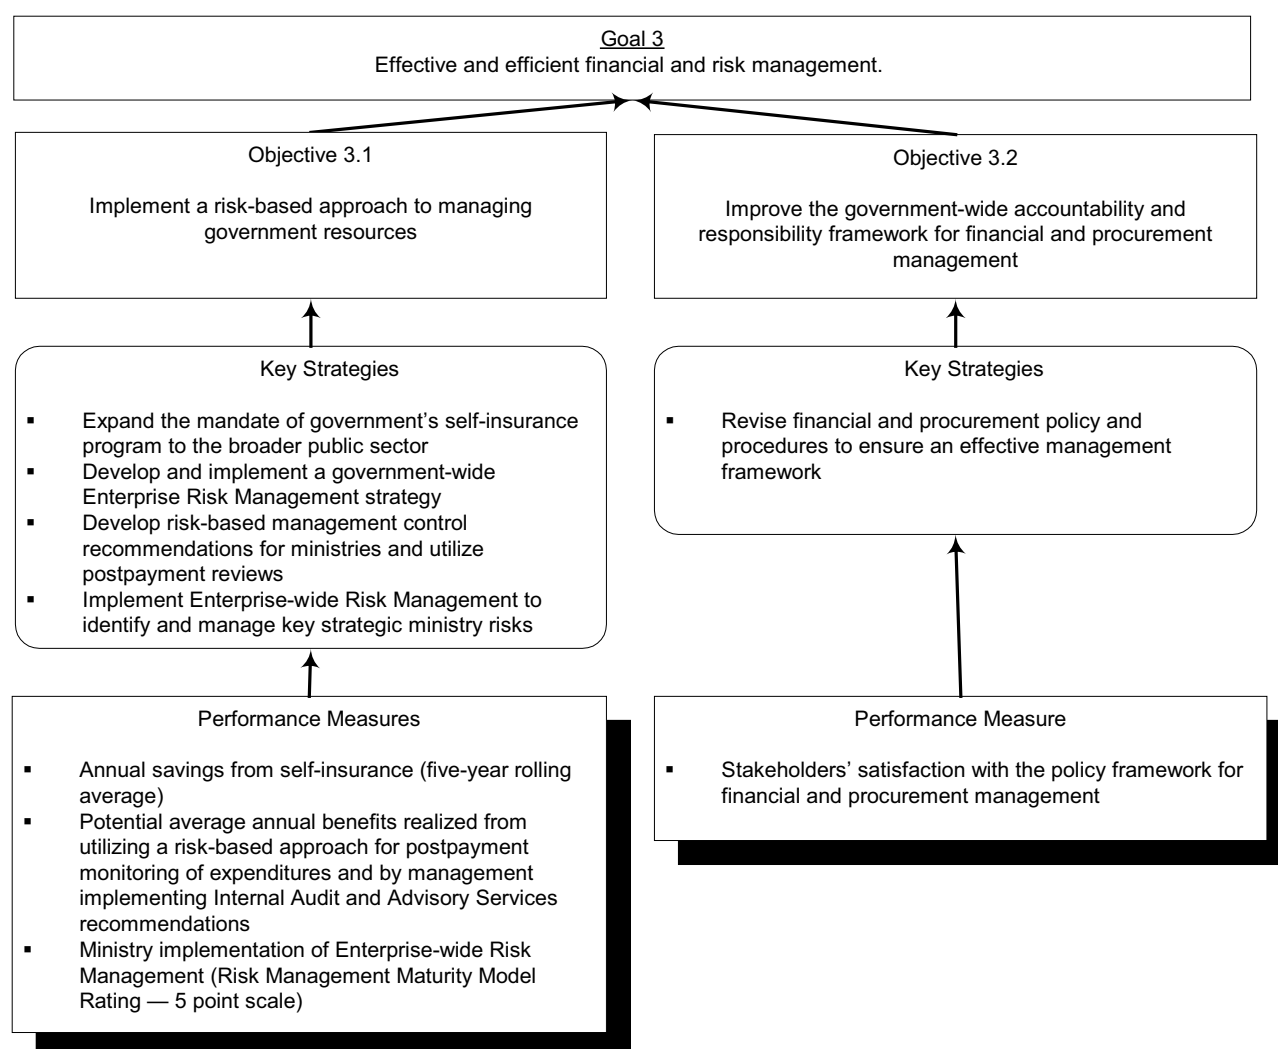 Goal 3
Effective and efficient financial and risk management.
Objective 3.1
Implement a risk-based approach to managing
government resources
Objective 3.2
Improve the government-wide accountability and
responsibility framework for financial and procurement
management
Key Strategies
▪ Expand the mandate of government’s self-insurance
program to the broader public sector
▪ Develop and implement a government-wide
Enterprise Risk Management strategy
▪ Develop risk-based management control
recommendations for ministries and utilize
postpayment reviews
▪ Implement Enterprise-wide Risk Management to
identify and manage key strategic ministry risks
Key Strategies
▪ Revise financial and procurement policy and
procedures to ensure an effective management
framework
Performance Measures
▪ Annual savings from self-insurance (five-year rolling
average)
▪ Potential average annual benefits realized from
utilizing a risk-based approach for postpayment
monitoring of expenditures and by management
implementing Internal Audit and Advisory Services
recommendations
▪ Ministry implementation of Enterprise-wide Risk
Management (Risk Management Maturity Model
Rating — 5 point scale)
Performance Measure
▪ Stakeholders’ satisfaction with the policy framework for
financial and procurement management